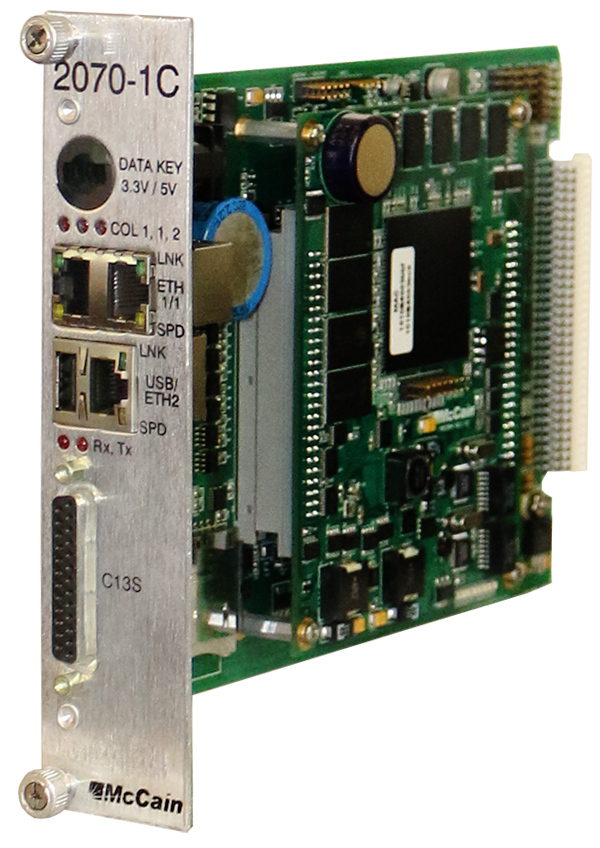 2070-1C
DATA KEY
3.3V / 5V
COL 1, 1, 2
LNK
ETH
1/1
SPD
LNK
USB/
ETH2
SPD
Rx, Tx
C13S
McCain
McCain
MAC